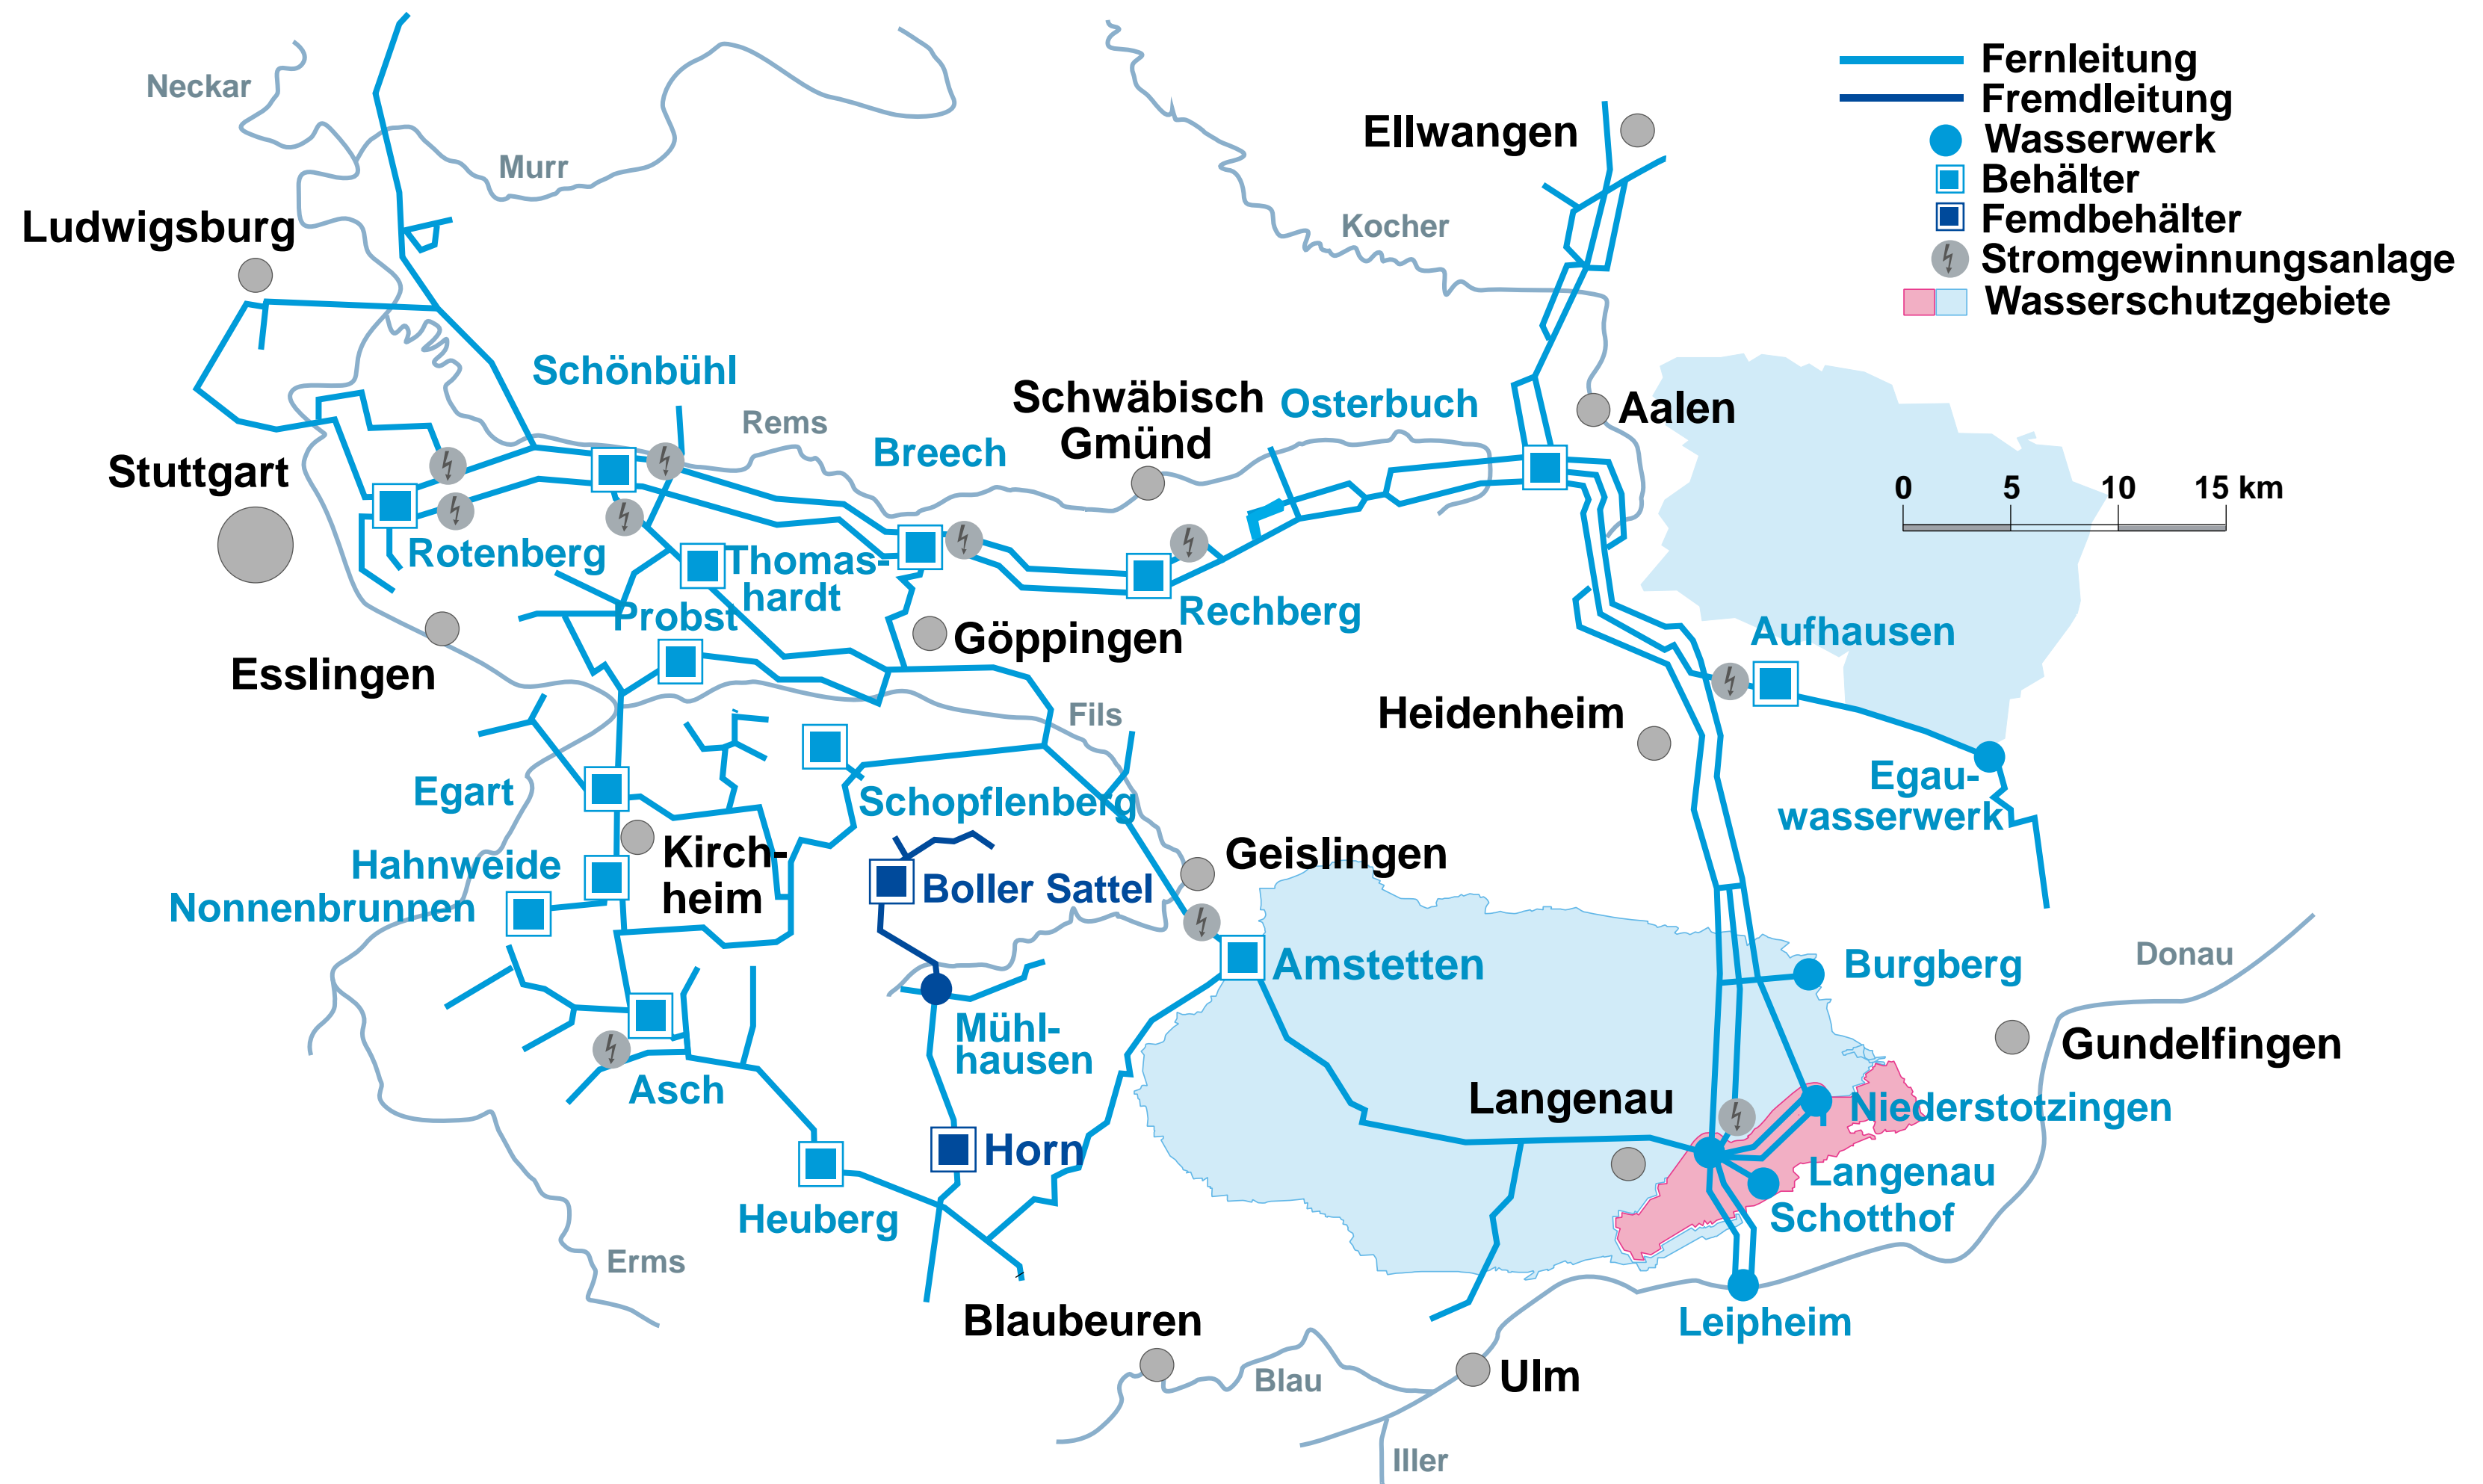 Fernleitung
Fremdleitung
Wasserwerk
Behälter
Femdbehälter
Stromgewinnungsanlage
Wasserschutzgebiete
Neckar
Murr
Ellwangen
Kocher
Ludwigsburg
Schönbühl
Rems
Schwäbisch
Gmünd
Osterbuch
Aalen
Breech
Stuttgart
0 5 10 15 km
Rotenberg
Thomas-
hardt
Probst
Rechberg
Göppingen
Aufhausen
Esslingen
Fils
Heidenheim
Egart
Schopflenberg
Egau-
wasserwerk
Kirch-
heim
Geislingen
Hahnweide
Nonnenbrunnen
Boller Sattel
Amstetten
Burgberg
Donau
Mühl-
hausen
Gundelfingen
Asch
Langenau
Niederstotzingen
Horn
Langenau
Heuberg
Schotthof
Erms
Blaubeuren
Leipheim
Blau
Ulm
Iller